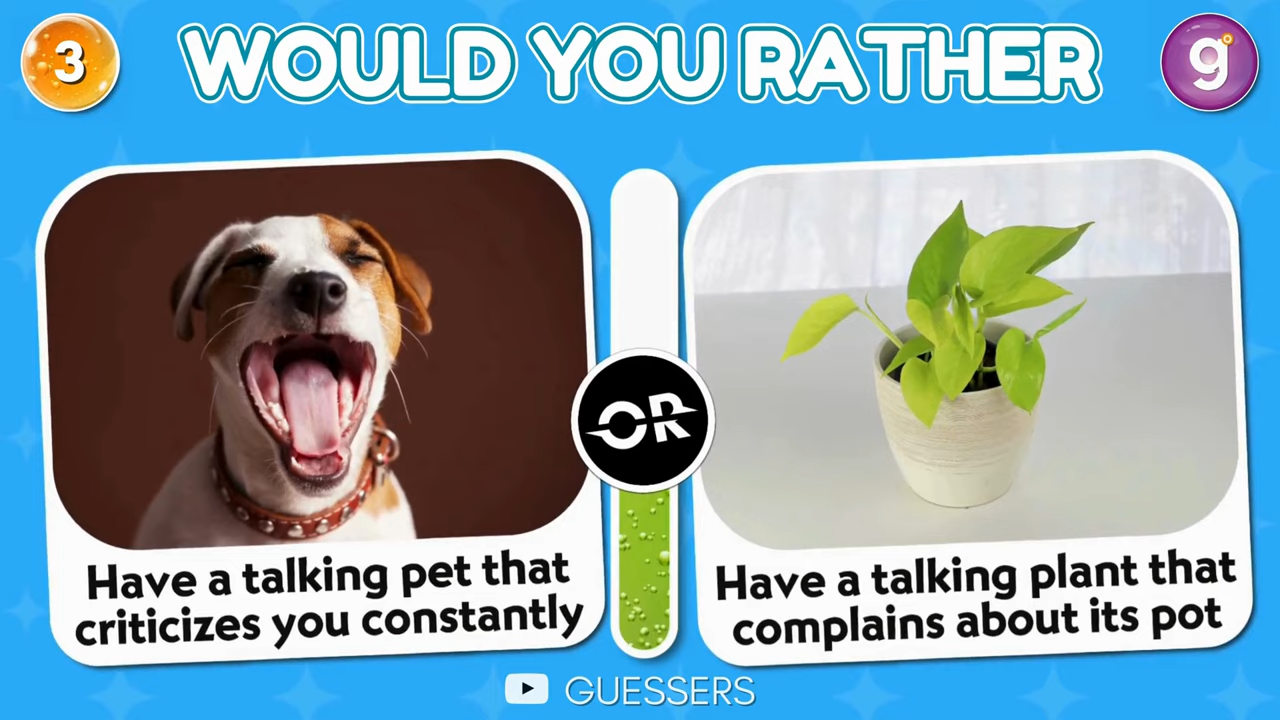 3
WOULD YOU RATHER
g
OR
Have a talking pet that
criticizes you constantly
Have a talking plant that
complains about its pot
GUESSERS